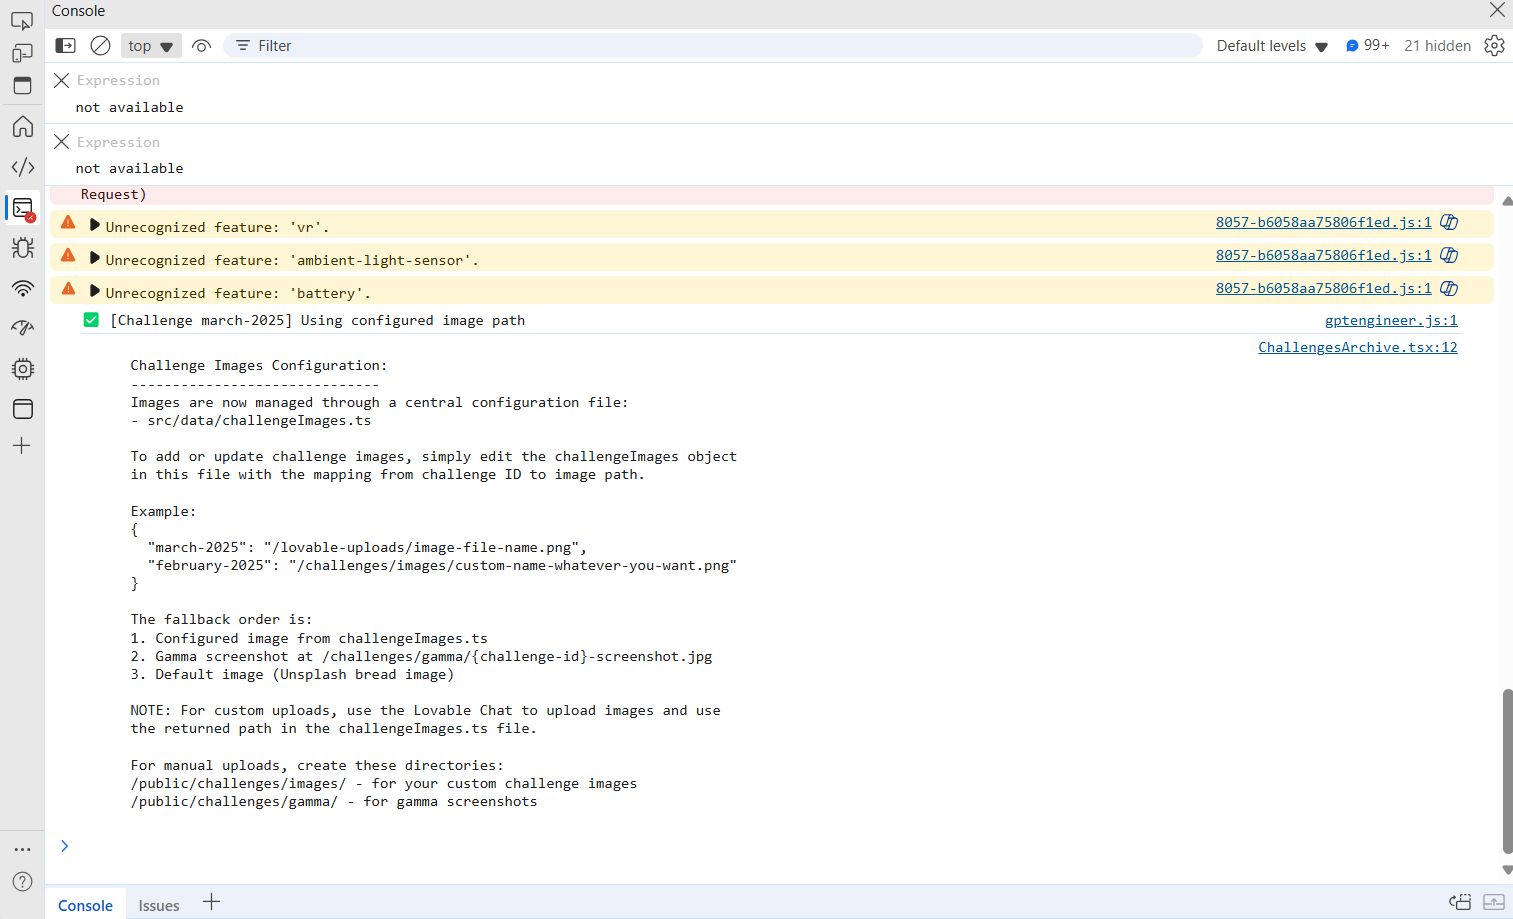 Console
top
Filter
Default levels
99+
21 hidden
Expression
not available
Expression
not available
Request)
Unrecognized feature: 'vr'.
8057-b6058aa75806f1ed.js:1
Unrecognized feature: 'ambient-light-sensor'.
8057-b6058aa75806f1ed.js:1
Unrecognized feature: 'battery'.
8057-b6058aa75806f1ed.js:1
[Challenge march-2025] Using configured image path
gptengineer.js:1
ChallengesArchive.tsx:12
Challenge Images Configuration:
------------------------------
Images are now managed through a central configuration file:
- src/data/challengeImages.ts
To add or update challenge images, simply edit the challengeImages object
in this file with the mapping from challenge ID to image path.
Example:
{
"march-2025": "/lovable-uploads/image-file-name.png",
"february-2025": "/challenges/images/custom-name-whatever-you-want.png"
}
The fallback order is:
1. Configured image from challengeImages.ts
2. Gamma screenshot at /challenges/gamma/{challenge-id}-screenshot.jpg
3. Default image (Unsplash bread image)
NOTE: For custom uploads, use the Lovable Chat to upload images and use
the returned path in the challengeImages.ts file.
For manual uploads, create these directories:
/public/challenges/images/ - for your custom challenge images
/public/challenges/gamma/ - for gamma screenshots
Console
Issues